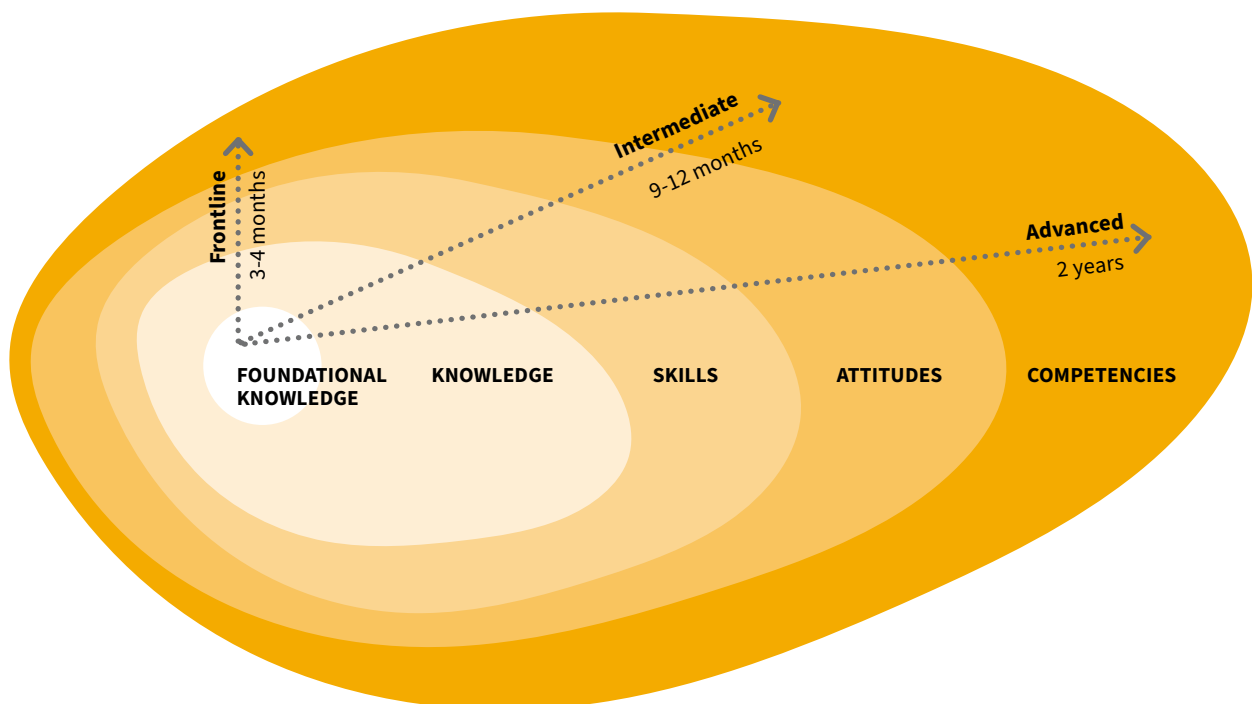 Frontline
3-4 months
Intermediate
9-12 months
Advanced
2 years
FOUNDATIONAL
KNOWLEDGE
KNOWLEDGE
SKILLS
ATTITUDES
COMPETENCIES